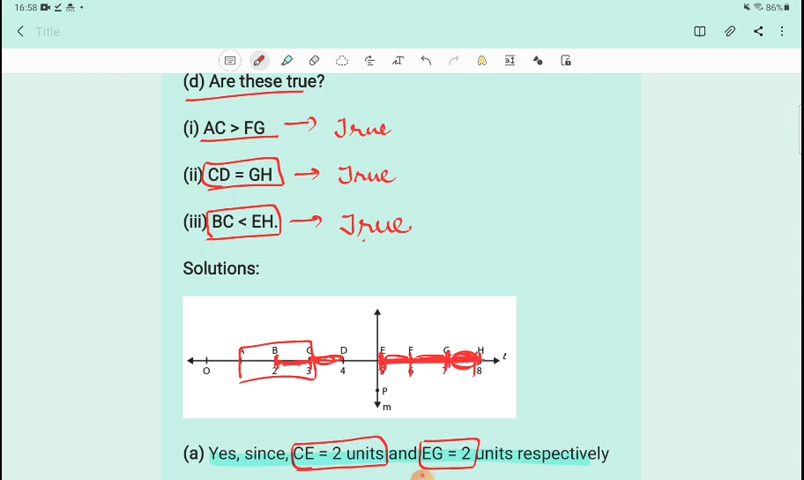 16:58 86%
Title
(d) Are these true?
(i) AC > FG → True
(ii) CD = GH → True
(iii) BC < EH. → True
Solutions:
A B C D E F G H ℓ
O 2 3 4 5 6 7 8
P
m
(a) Yes, since, CE = 2 units and EG = 2 units respectively